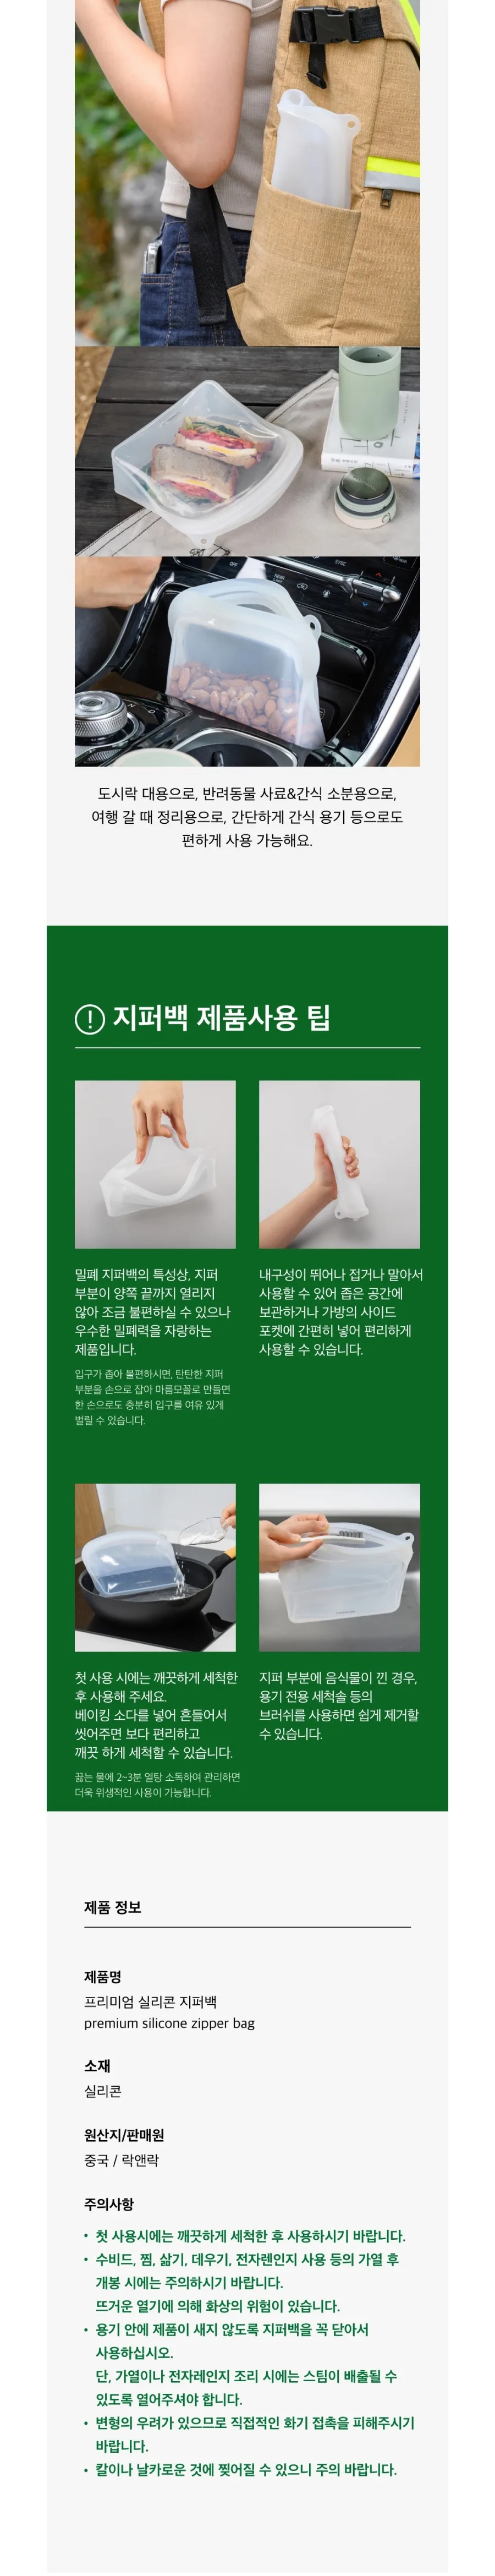 도시락 대용으로, 반려동물 사료&간식 소분용으로,
여행 갈 때 정리용으로, 간단하게 간식 용기 등으로도
편하게 사용 가능해요.
지퍼백 제품사용 팁
밀폐 지퍼백의 특성상, 지퍼
부분이 양쪽 끝까지 열리지
않아 조금 불편하실 수 있으나
우수한 밀폐력을 자랑하는
제품입니다.
입구가 좁아 불편하시면, 탄탄한 지퍼
부분을 손으로 잡아 마름모꼴로 만들면
한 손으로도 충분히 입구를 여유 있게
벌릴 수 있습니다.
내구성이 뛰어나 접거나 말아서
사용할 수 있어 좁은 공간에
보관하거나 가방의 사이드
포켓에 간편히 넣어 편리하게
사용할 수 있습니다.
첫 사용 시에는 깨끗하게 세척한
후 사용해 주세요.
베이킹 소다를 넣어 흔들어서
씻어주면 보다 편리하고
깨끗 하게 세척할 수 있습니다.
끓는 물에 2~3분 열탕 소독하여 관리하면
더욱 위생적인 사용이 가능합니다.
지퍼 부분에 음식물이 낀 경우,
용기 전용 세척솔 등의
브러쉬를 사용하면 쉽게 제거할
수 있습니다.
제품 정보
제품명
프리미엄 실리콘 지퍼백
premium silicone zipper bag
소재
실리콘
원산지/판매원
중국 / 락앤락
주의사항
• 첫 사용시에는 깨끗하게 세척한 후 사용하시기 바랍니다.
• 수비드, 찜, 삶기, 데우기, 전자렌인지 사용 등의 가열 후
개봉 시에는 주의하시기 바랍니다.
뜨거운 열기에 의해 화상의 위험이 있습니다.
• 용기 안에 제품이 새지 않도록 지퍼백을 꼭 닫아서
사용하십시오.
단, 가열이나 전자레인지 조리 시에는 스팀이 배출될 수
있도록 열어주셔야 합니다.
• 변형의 우려가 있으므로 직접적인 화기 접촉을 피해주시기
바랍니다.
• 칼이나 날카로운 것에 찢어질 수 있으니 주의 바랍니다.